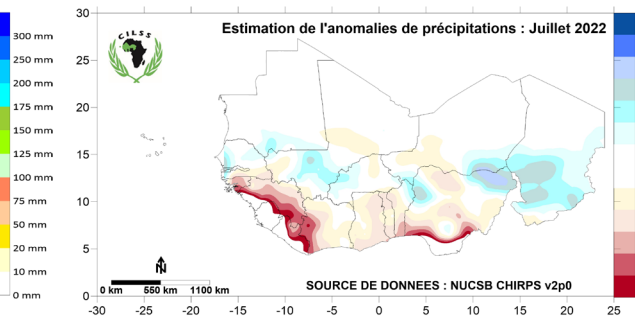 Estimation de l'anomalies de précipitations : Juillet 2022
CILSS
300 mm
250 mm
200 mm
175 mm
150 mm
125 mm
100 mm
75 mm
50 mm
20 mm
10 mm
0 mm
30
25
20
15
10
5
0
N
0 km 550 km 1100 km
SOURCE DE DONNEES : NUCSB CHIRPS v2p0
-30 -25 -20 -15 -10 -5 0 5 10 15 20 25